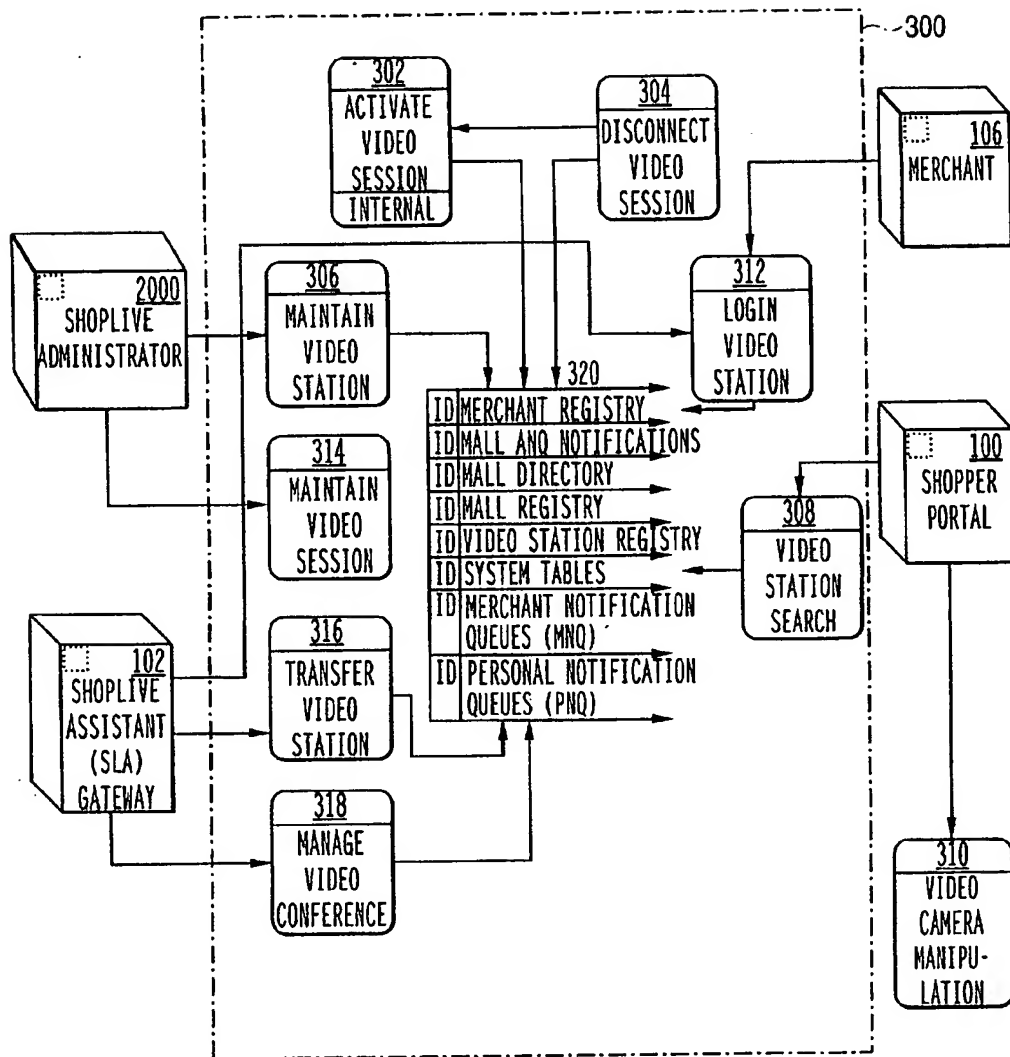 300
302
ACTIVATE
VIDEO
SESSION
INTERNAL
304
DISCONNECT
VIDEO
SESSION
106
MERCHANT
2000
SHOPLIVE
ADMINISTRATOR
306
MAINTAIN
VIDEO
STATION
312
LOGIN
VIDEO
STATION
320
ID MERCHANT REGISTRY
ID MALL ANQ NOTIFICATIONS
ID MALL DIRECTORY
ID MALL REGISTRY
ID VIDEO STATION REGISTRY
ID SYSTEM TABLES
ID MERCHANT NOTIFICATION
QUEUES (MNQ)
ID PERSONAL NOTIFICATION
QUEUES (PNQ)
314
MAINTAIN
VIDEO
SESSION
100
SHOPPER
PORTAL
308
VIDEO
STATION
SEARCH
102
SHOPLIVE
ASSISTANT
(SLA)
GATEWAY
316
TRANSFER
VIDEO
STATION
318
MANAGE
VIDEO
CONFERENCE
310
VIDEO
CAMERA
MANIPU-
LATION